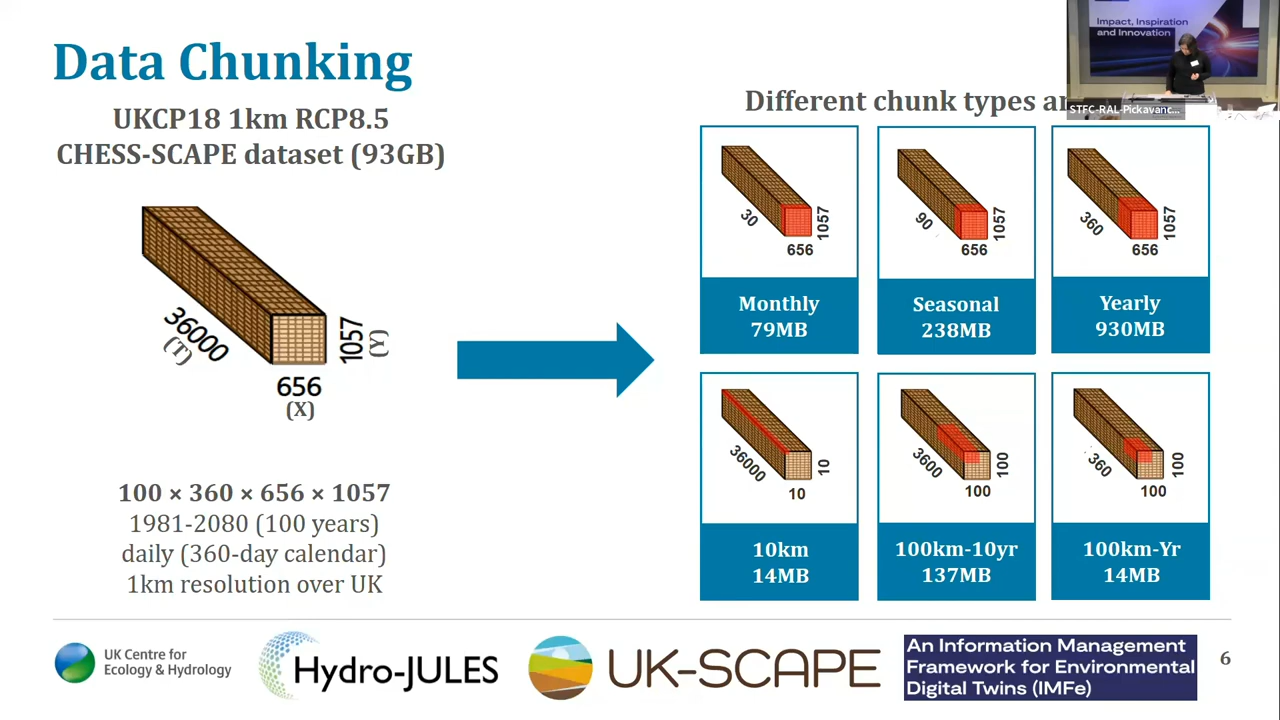 Data Chunking
UKCP18 1km RCP8.5
CHESS-SCAPE dataset (93GB)
36000
(T)
1057
(Y)
656
(X)
100 × 360 × 656 × 1057
1981-2080 (100 years)
daily (360-day calendar)
1km resolution over UK
Different chunk types
30
656
1057
Monthly
79MB
90
656
1057
Seasonal
238MB
360
656
1057
Yearly
930MB
36000
10
10
10km
14MB
3600
100
100
100km-10yr
137MB
360
100
100
100km-Yr
14MB
Impact, Inspiration
and Innovation
STFC-RAL-Pickavanc...
UK Centre for
Ecology & Hydrology
Hydro-JULES
UK-SCAPE
An Information Management
Framework for Environmental
Digital Twins (IMFe)
6